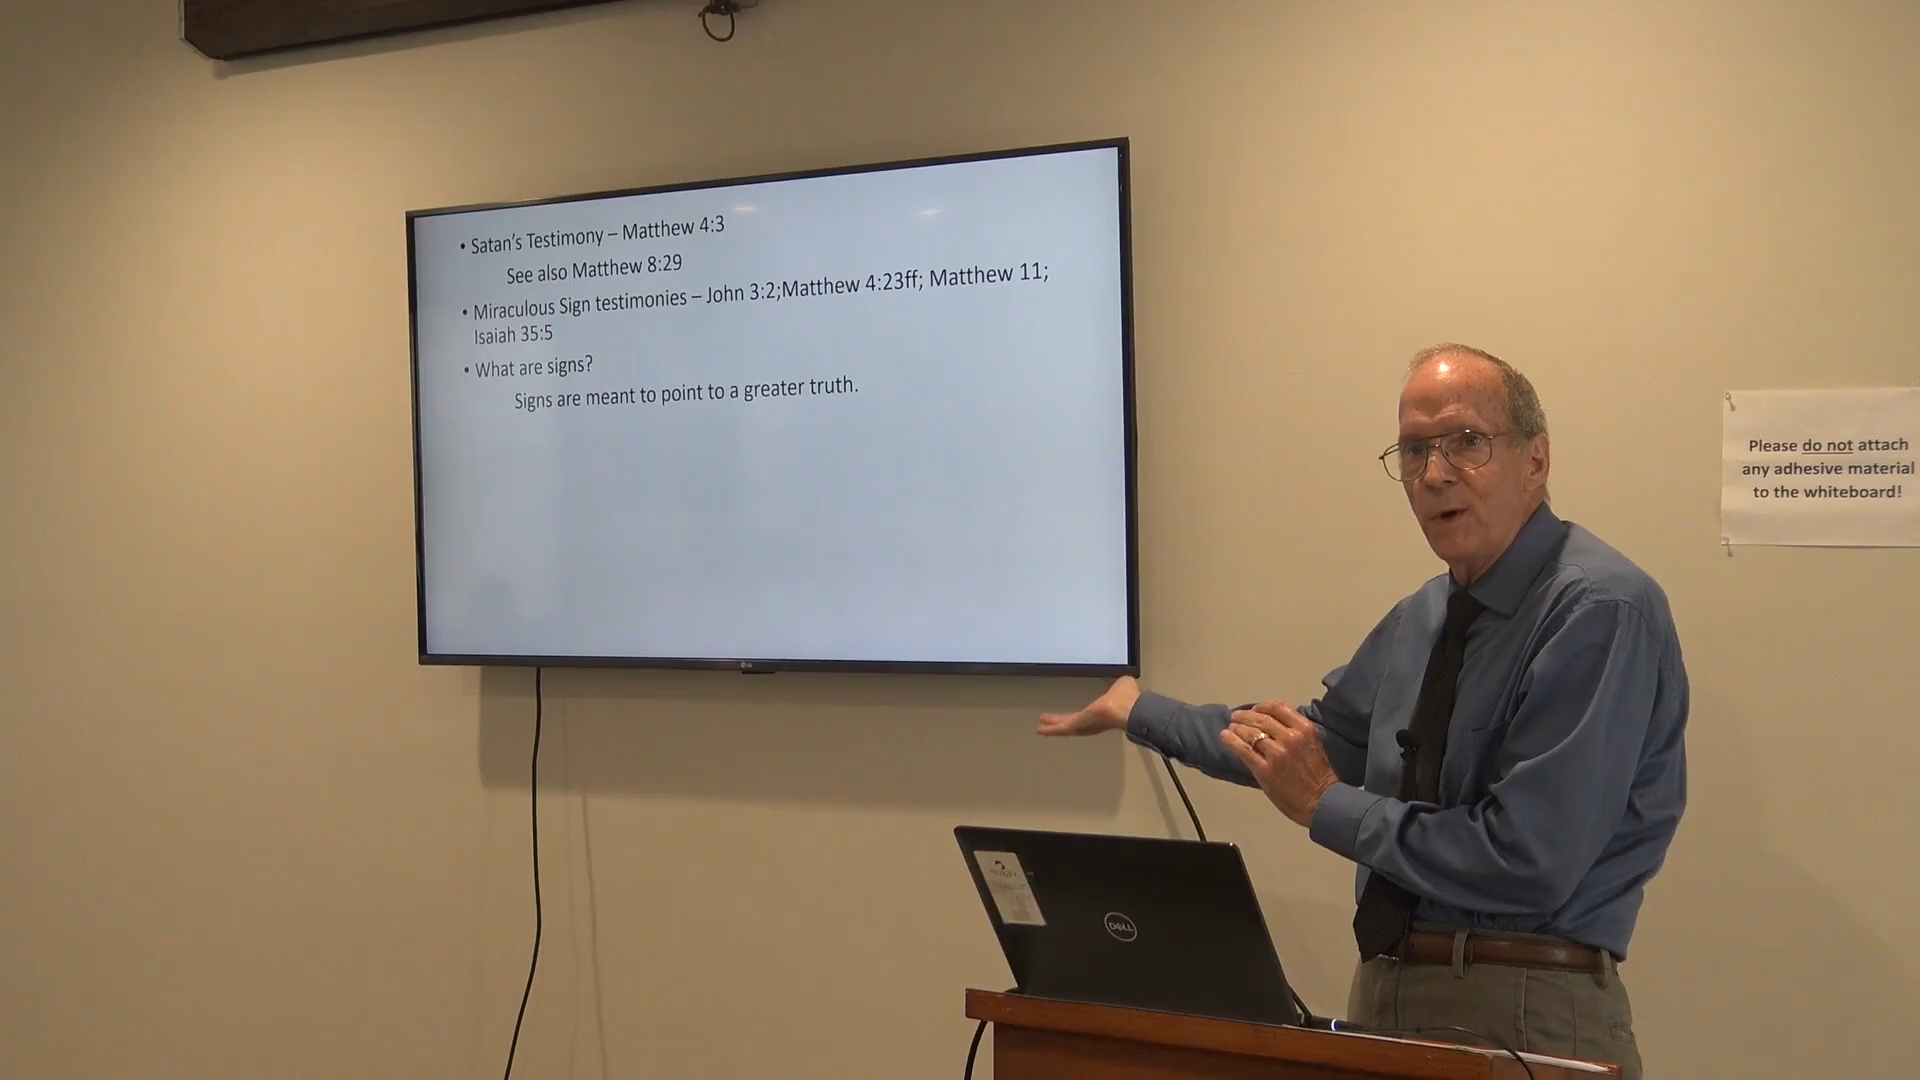 • Satan's Testimony – Matthew 4:3
See also Matthew 8:29
• Miraculous Sign testimonies – John 3:2;Matthew 4:23ff; Matthew 11;
Isaiah 35:5
• What are signs?
Signs are meant to point to a greater truth.
Please do not attach
any adhesive material
to the whiteboard!
LG
DELL